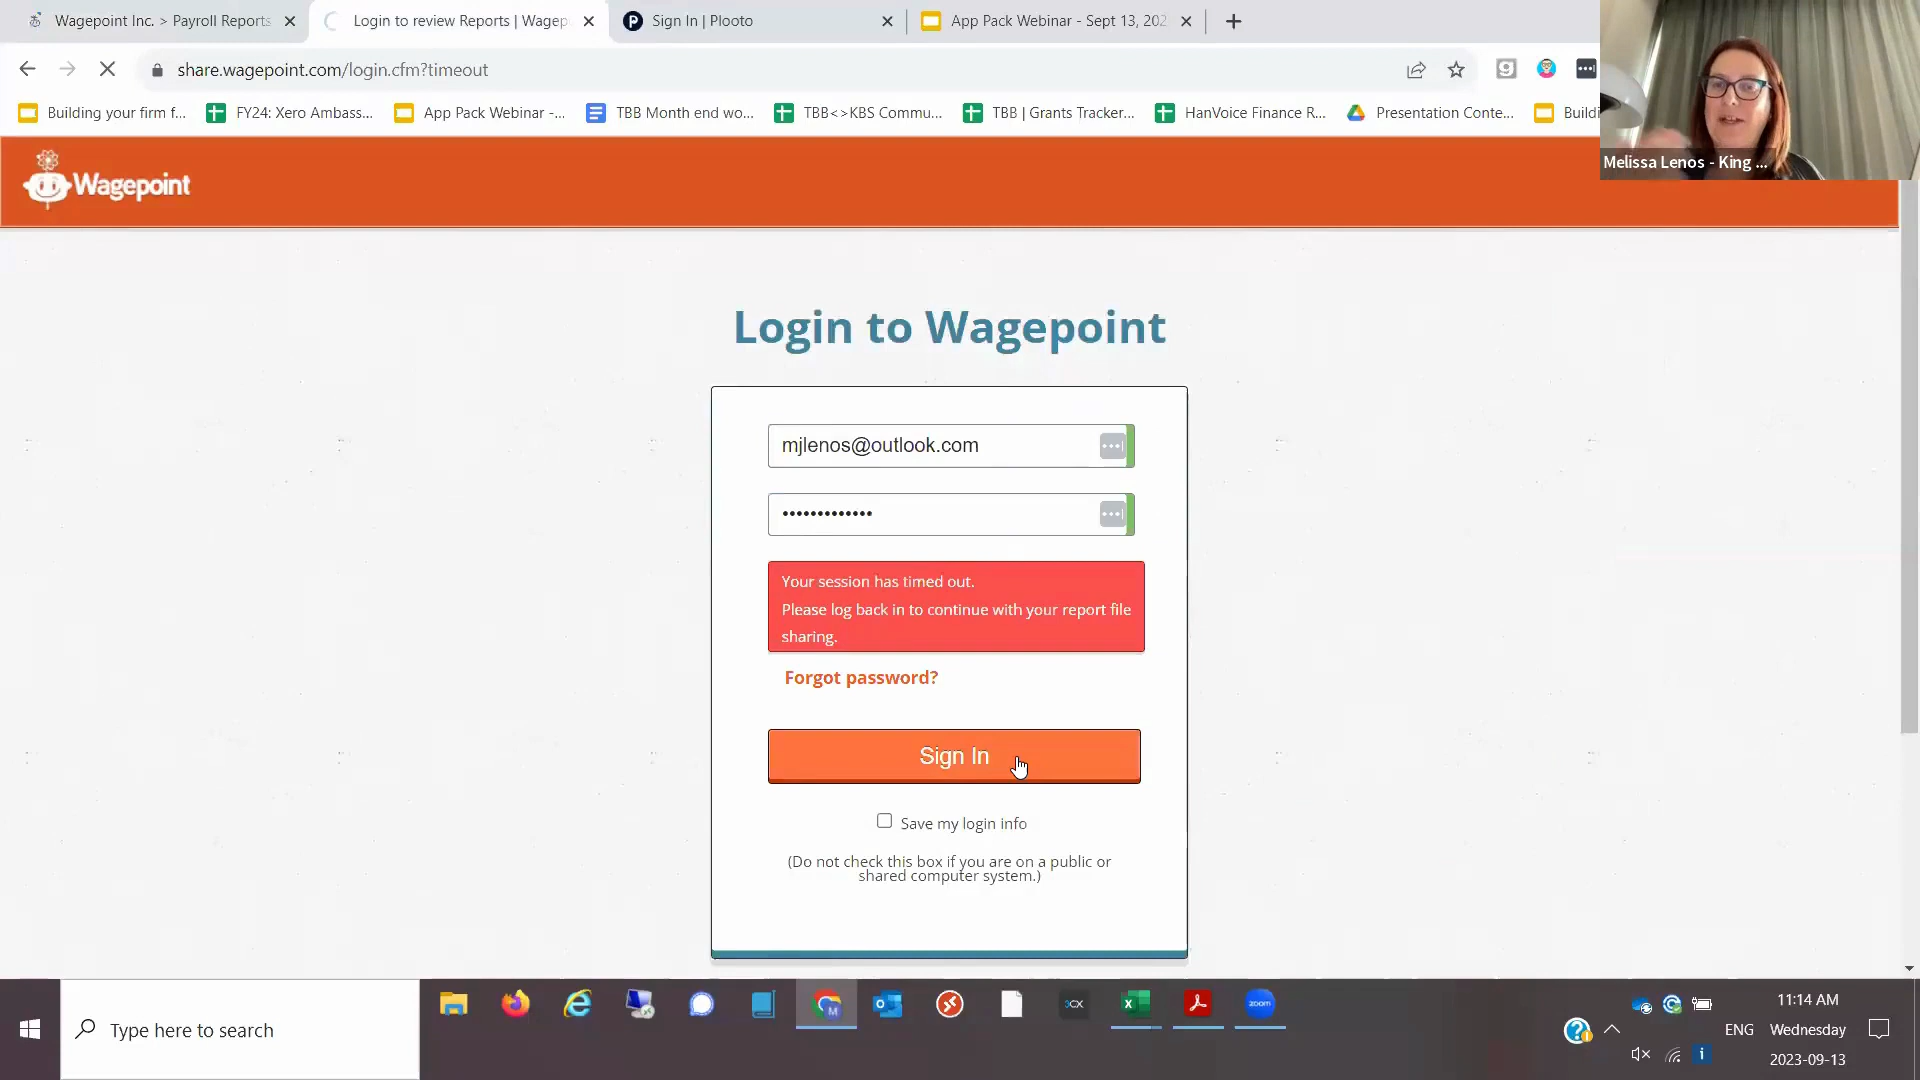 Wagepoint Inc. > Payroll Reports
Login to review Reports | Wagep
Sign In | Plooto
App Pack Webinar - Sept 13, 202
share.wagepoint.com/login.cfm?timeout
Building your firm f...
FY24: Xero Ambass...
App Pack Webinar -...
TBB Month end wo...
TBB<>KBS Commu...
TBB | Grants Tracker...
HanVoice Finance R...
Presentation Conte...
Buildi
Melissa Lenos - King ...
Wagepoint
Login to Wagepoint
mjlenos@outlook.com
Your session has timed out.
Please log back in to continue with your report file
sharing.
Forgot password?
Sign In
Save my login info
(Do not check this box if you are on a public or
shared computer system.)
Type here to search
3CX
zoom
11:14 AM
ENG
Wednesday
2023-09-13